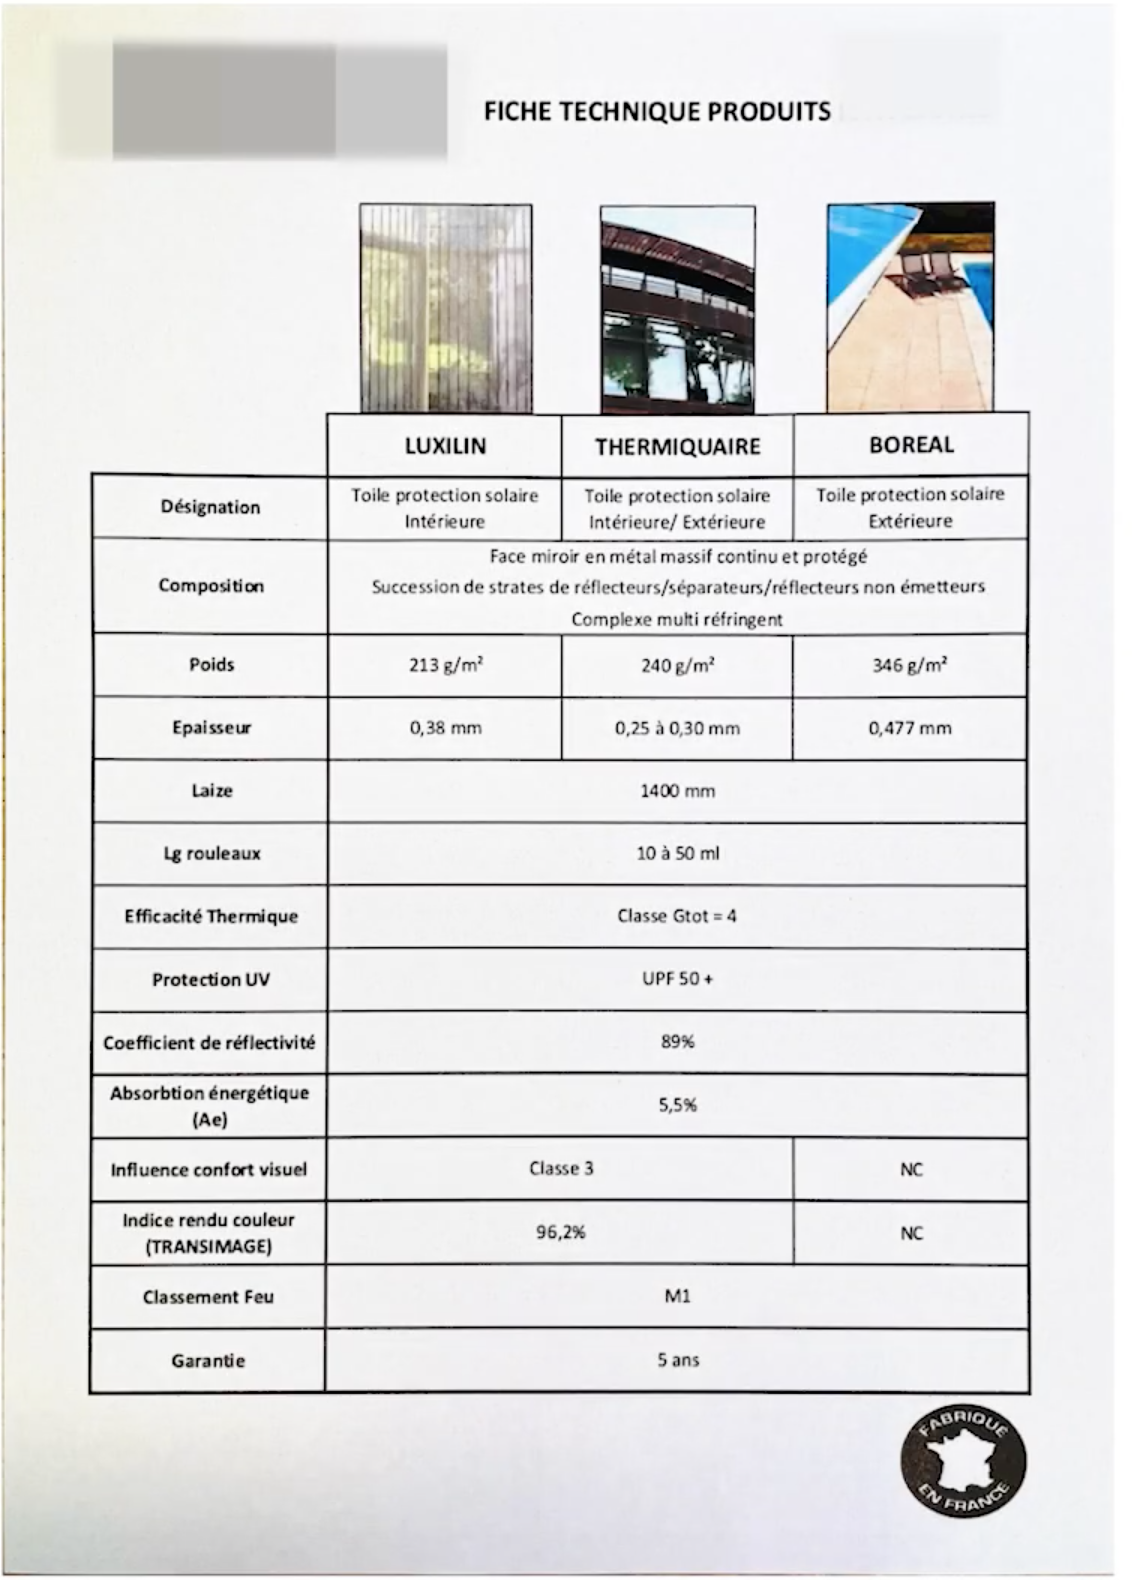 FICHE TECHNIQUE PRODUITS
LUXILIN THERMIQUAIRE BOREAL
Désignation
Toile protection solaire
Intérieure
Toile protection solaire
Intérieure/ Extérieure
Toile protection solaire
Extérieure
Composition
Face miroir en métal massif continu et protégé
Succession de strates de réflecteurs/séparateurs/réflecteurs non émetteurs
Complexe multi réfringent
Poids 213 g/m² 240 g/m² 346 g/m²
Epaisseur 0,38 mm 0,25 à 0,30 mm 0,477 mm
Laize 1400 mm
Lg rouleaux 10 à 50 ml
Efficacité Thermique Classe Gtot = 4
Protection UV UPF 50 +
Coefficient de réflectivité 89%
Absorbtion énergétique
(Ae)
5,5%
Influence confort visuel Classe 3 NC
Indice rendu couleur
(TRANSIMAGE)
96,2% NC
Classement Feu M1
Garantie 5 ans
FABRIQUE
EN FRANCE